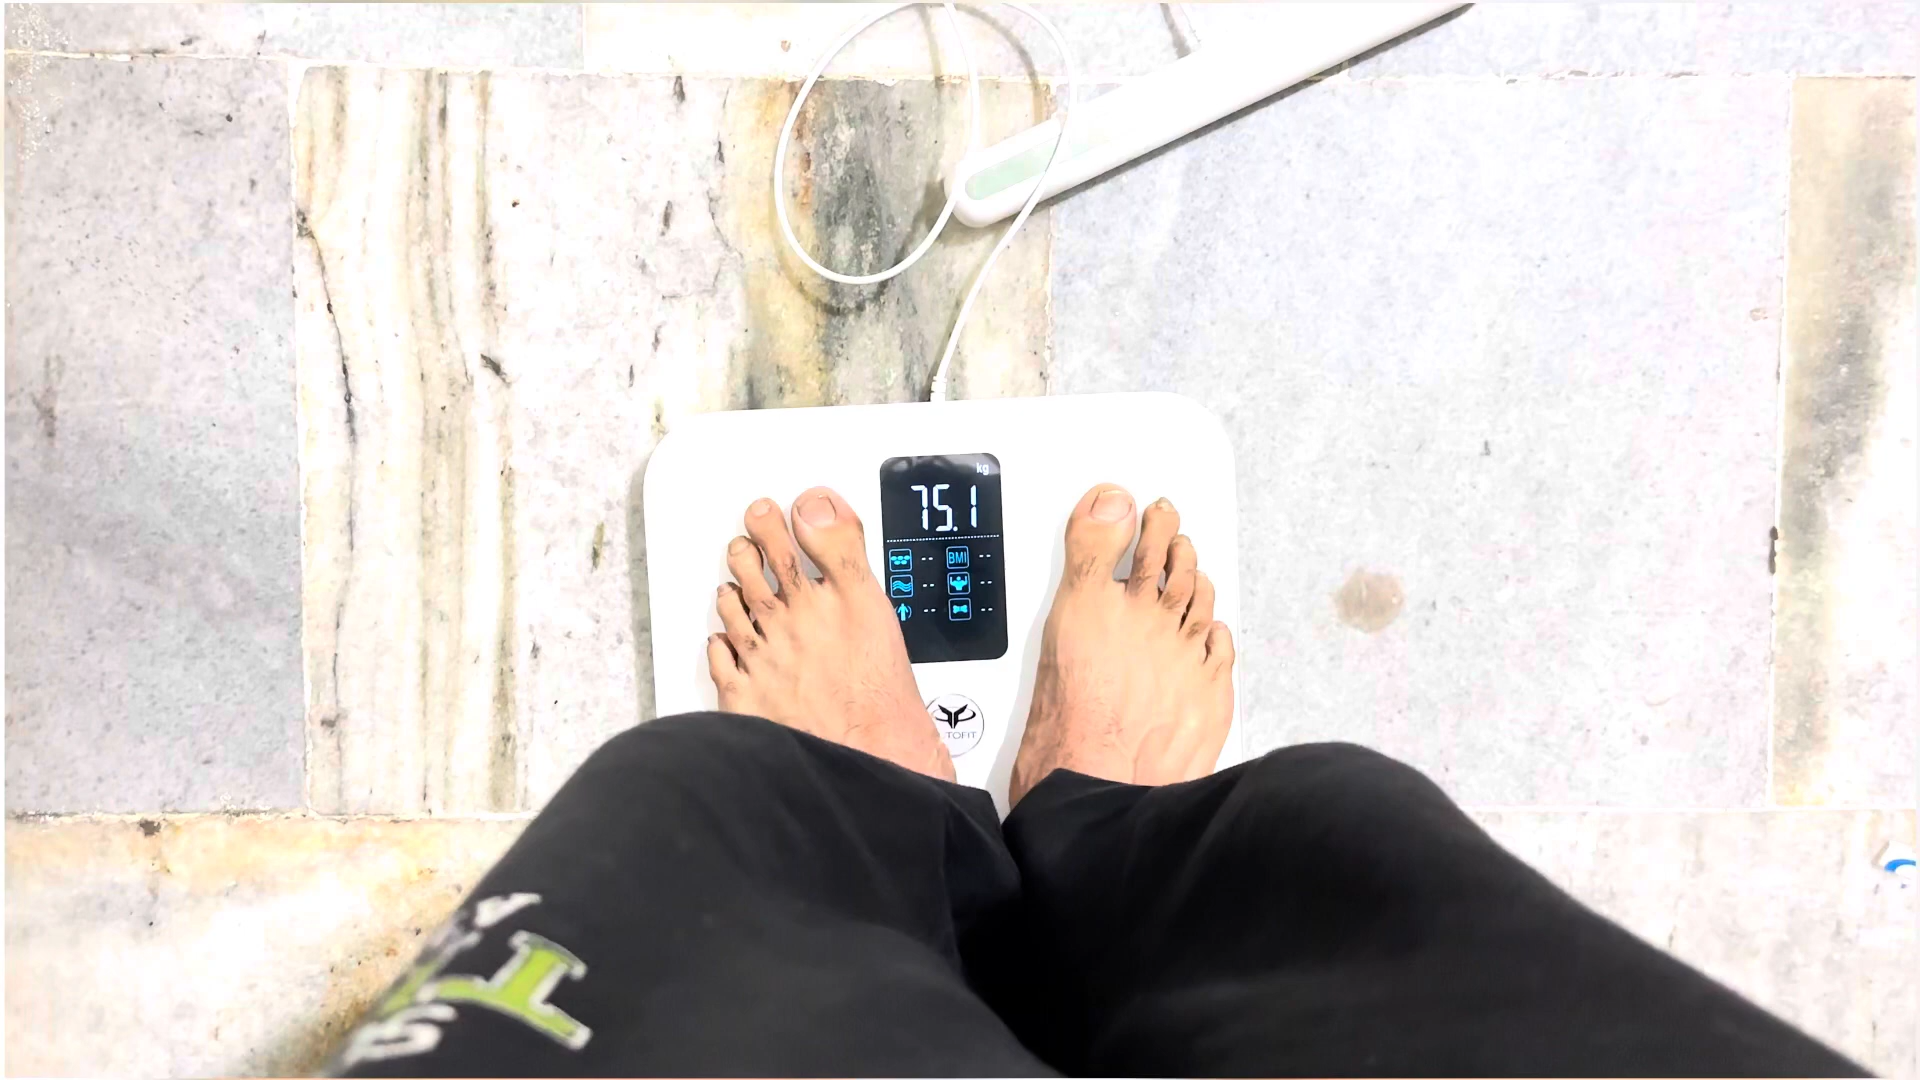 kg
75.1
-- BMI --
-- --
-- --
TOFIT